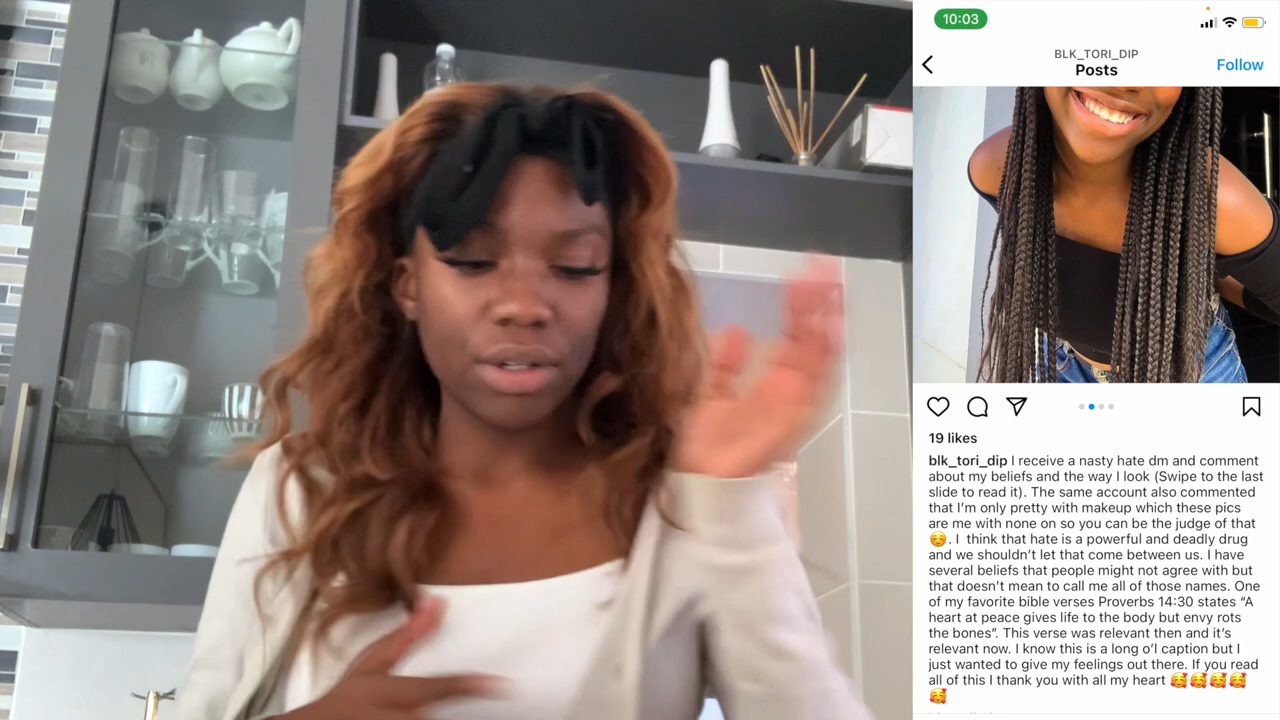 10:03
BLK_TORI_DIP
Posts
Follow
19 likes
blk_tori_dip I receive a nasty hate dm and comment
about my beliefs and the way I look (Swipe to the last
slide to read it). The same account also commented
that I'm only pretty with makeup which these pics
are me with none on so you can be the judge of that
☺️. I think that hate is a powerful and deadly drug
and we shouldn't let that come between us. I have
several beliefs that people might not agree with but
that doesn't mean to call me all of those names. One
of my favorite bible verses Proverbs 14:30 states “A
heart at peace gives life to the body but envy rots
the bones”. This verse was relevant then and it's
relevant now. I know this is a long o'l caption but I
just wanted to give my feelings out there. If you read
all of this I thank you with all my heart 🥰🥰🥰🥰
🥰